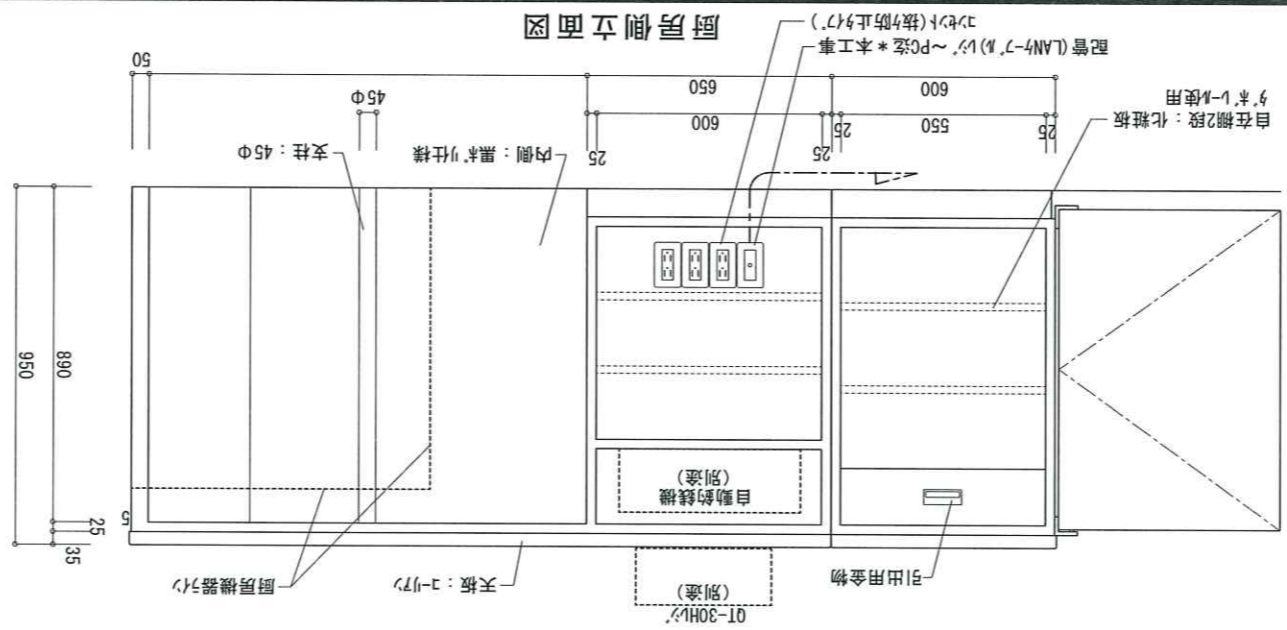 QT-30Hﾚｼﾞ
(別途)
引出用金物
天板：ｺｰﾘｱﾝ
厨房機器ﾗｲﾝ
自動釣銭機
(別途)
35
25
5
890
950
自在棚2段：化粧板
ﾀﾞﾎﾞﾚｰﾙ使用
内側：黒ﾎﾟﾘ仕様
支柱：45Φ
25
550
25
25
600
25
45Φ
600
650
50
配管(LANｹｰﾌﾞﾙ)ﾚｼﾞ～PC迄＊本工事
ｺﾝｾﾝﾄ(抜ｹ防止ﾀｲﾌﾟ)
厨房側立面図